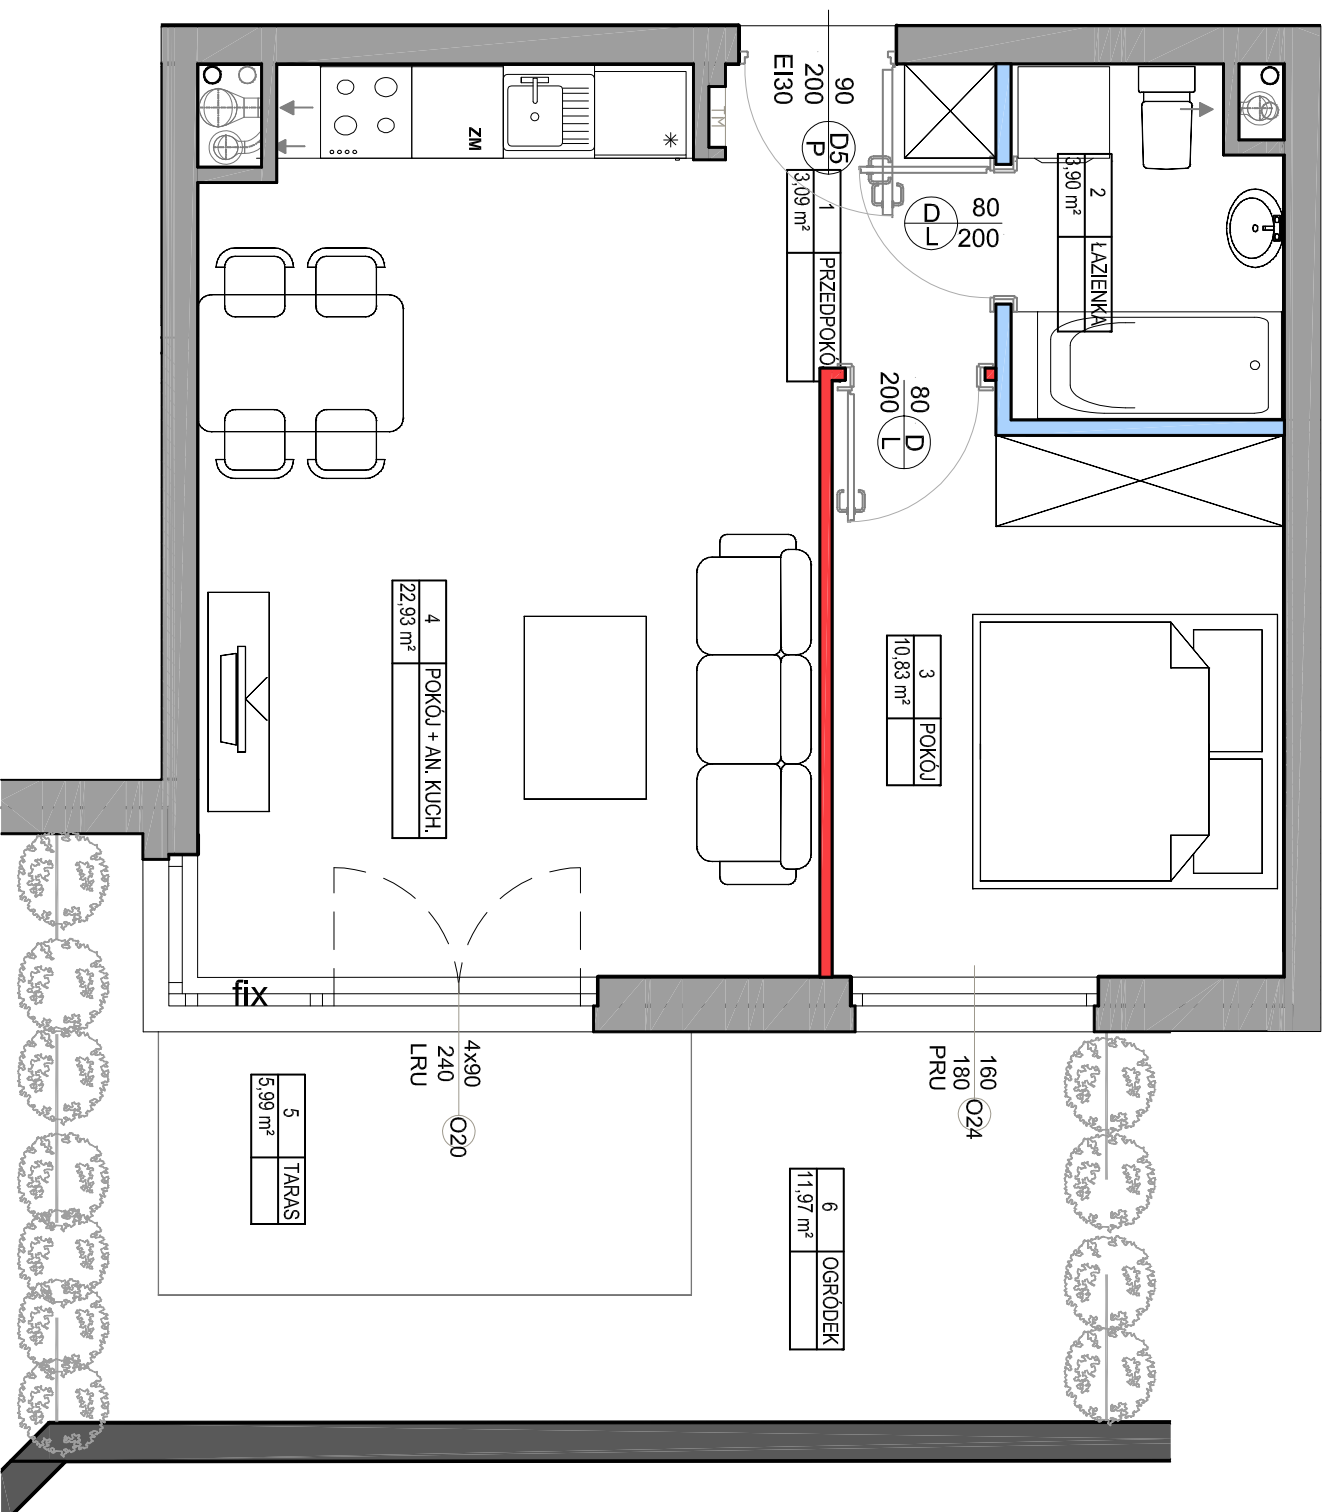 90
200
EI30
D5
P
ZM
TM
1
3,09 m²
PRZEDPOKÓ
D
L
80
200
2
3,90 m²
ŁAZIENKA
80
200
D
L
4
22,93 m²
POKÓJ + AN. KUCH.
3
10,83 m²
POKÓJ
fix
4x90
240
LRU
O20
160
180
PRU
O24
5
5,99 m²
TARAS
6
11,97 m²
OGRÓDEK